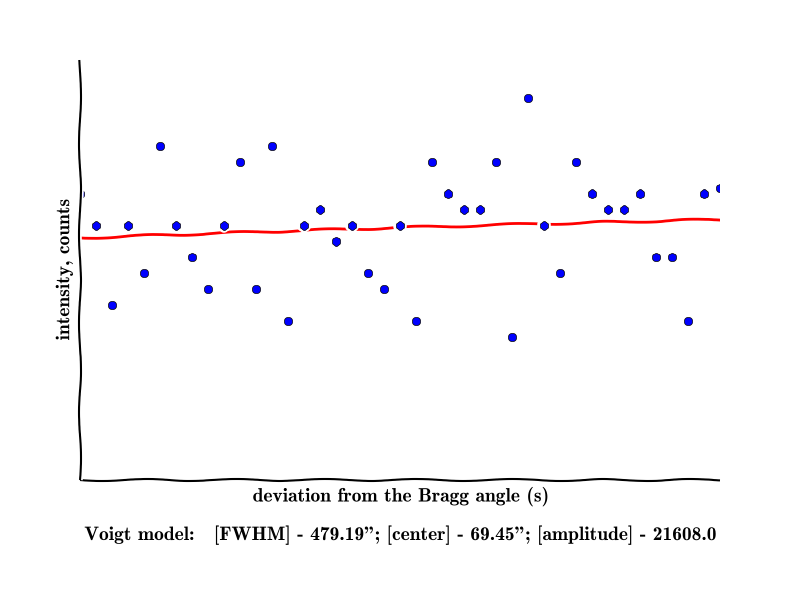 intensity, counts
deviation from the Bragg angle (s)
Voigt model: [FWHM] - 479.19”; [center] - 69.45”; [amplitude] - 21608.0